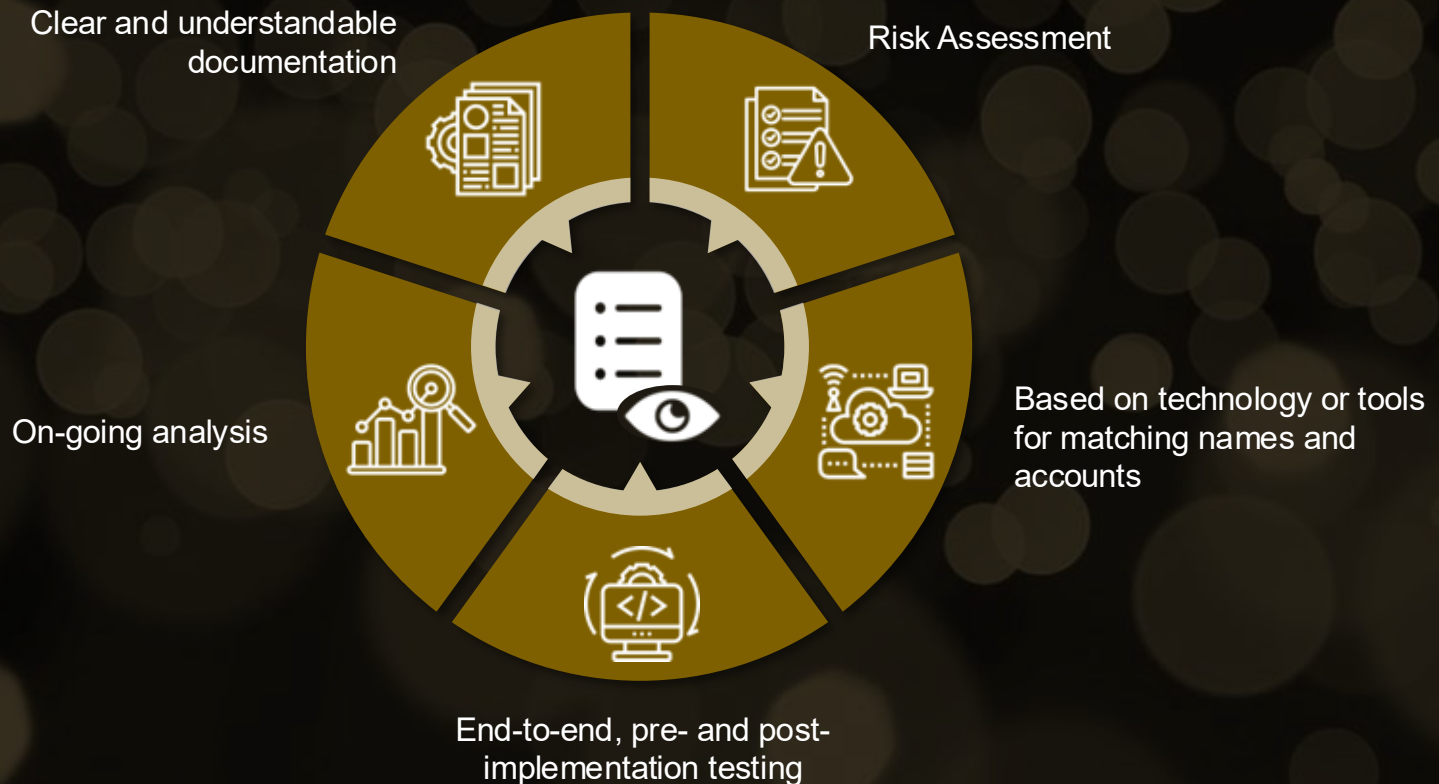 Clear and understandable
documentation
Risk Assessment
Based on technology or tools
for matching names and
accounts
End-to-end, pre- and post-
implementation testing
On-going analysis